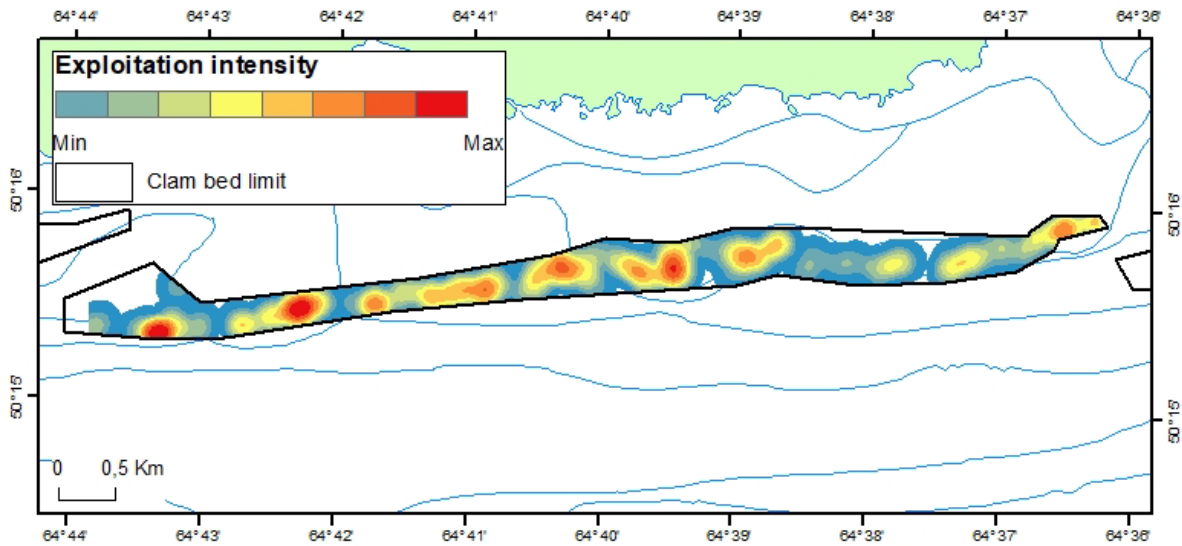 64°44' 64°43' 64°42' 64°41' 64°40' 64°39' 64°38' 64°37' 64°36'
Exploitation intensity
Min Max
Clam bed limit
50°16' 50°16'
50°15' 50°15'
0 0,5 Km
64°44' 64°43' 64°42' 64°41' 64°40' 64°39' 64°38' 64°37' 64°36'